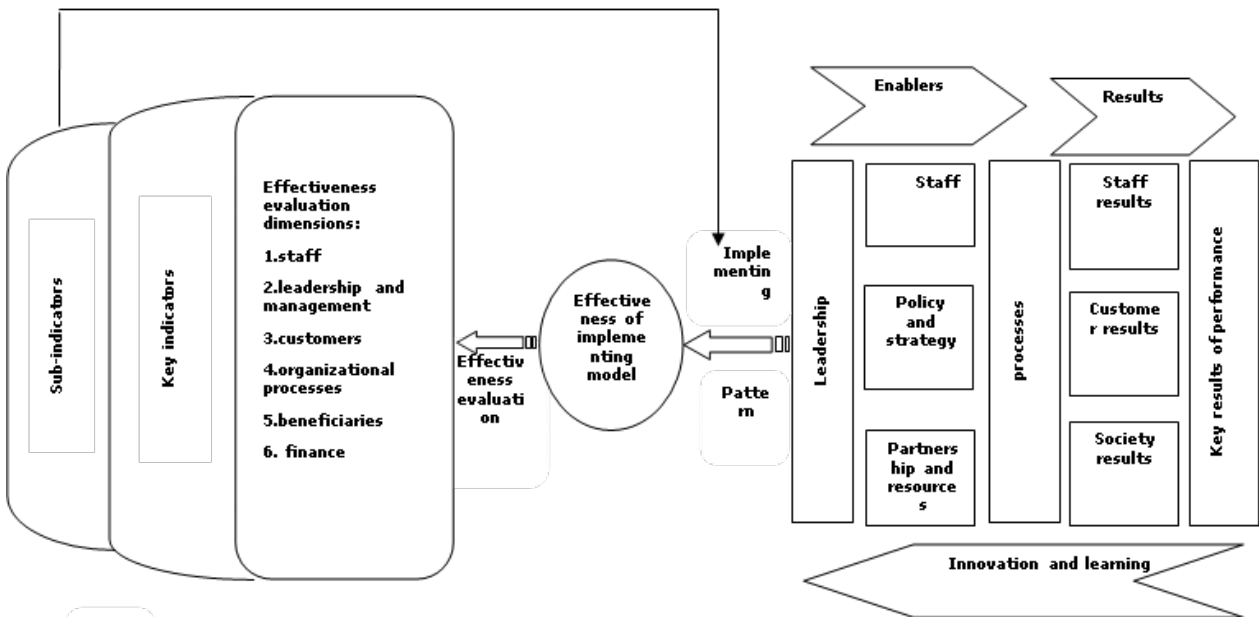 Sub-indicators
Key indicators
Effectiveness
evaluation
dimensions:
1.staff
2.leadership and
management
3.customers
4.organizational
processes
5.beneficiaries
6. finance
Effectiv
eness
evaluati
on
Effective
ness of
impleme
nting
model
Imple
mentin
g
Patte
rn
Enablers
Results
Leadership
Staff
Policy
and
strategy
Partners
hip and
resource
s
processes
Staff
results
Custome
r results
Society
results
Key results of performance
Innovation and learning